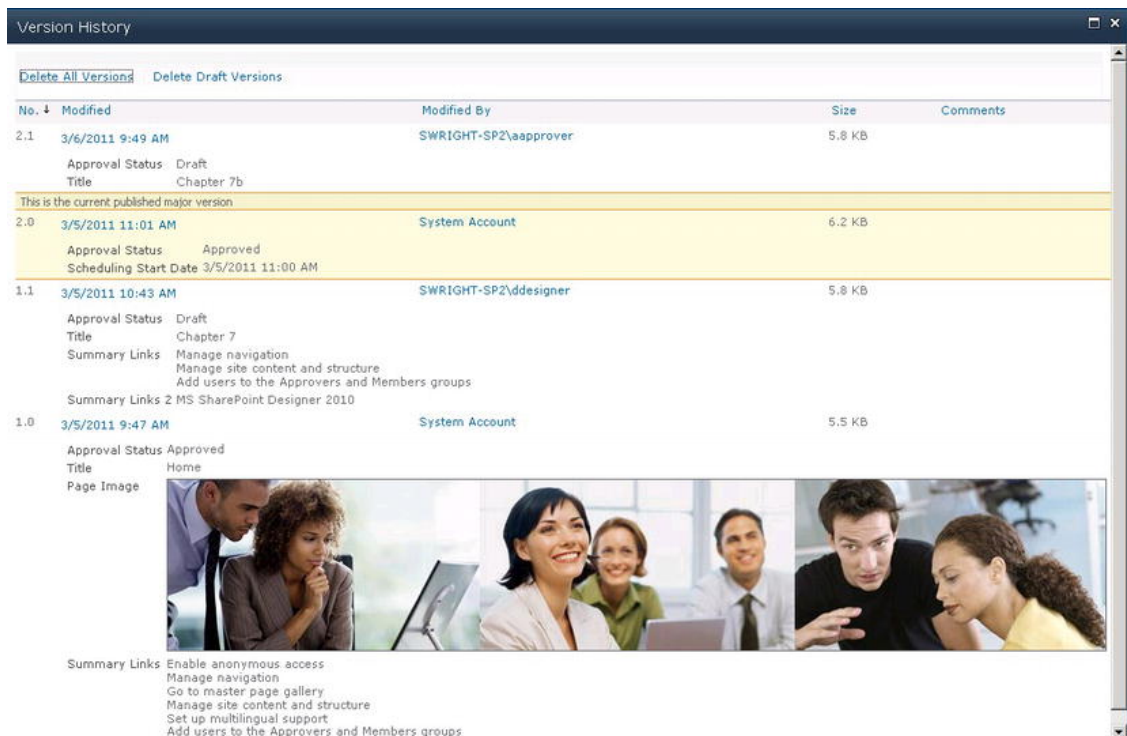 Version History
Delete All Versions Delete Draft Versions
No. ↓ Modified Modified By Size Comments
2.1 3/6/2011 9:49 AM SWRIGHT-SP2\aapprover 5.8 KB
Approval Status Draft
Title Chapter 7b
This is the current published major version
2.0 3/5/2011 11:01 AM System Account 6.2 KB
Approval Status Approved
Scheduling Start Date 3/5/2011 11:00 AM
1.1 3/5/2011 10:43 AM SWRIGHT-SP2\ddesigner 5.8 KB
Approval Status Draft
Title Chapter 7
Summary Links Manage navigation
Manage site content and structure
Add users to the Approvers and Members groups
Summary Links 2 MS SharePoint Designer 2010
1.0 3/5/2011 9:47 AM System Account 5.5 KB
Approval Status Approved
Title Home
Page Image
Summary Links Enable anonymous access
Manage navigation
Go to master page gallery
Manage site content and structure
Set up multilingual support
Add users to the Approvers and Members groups